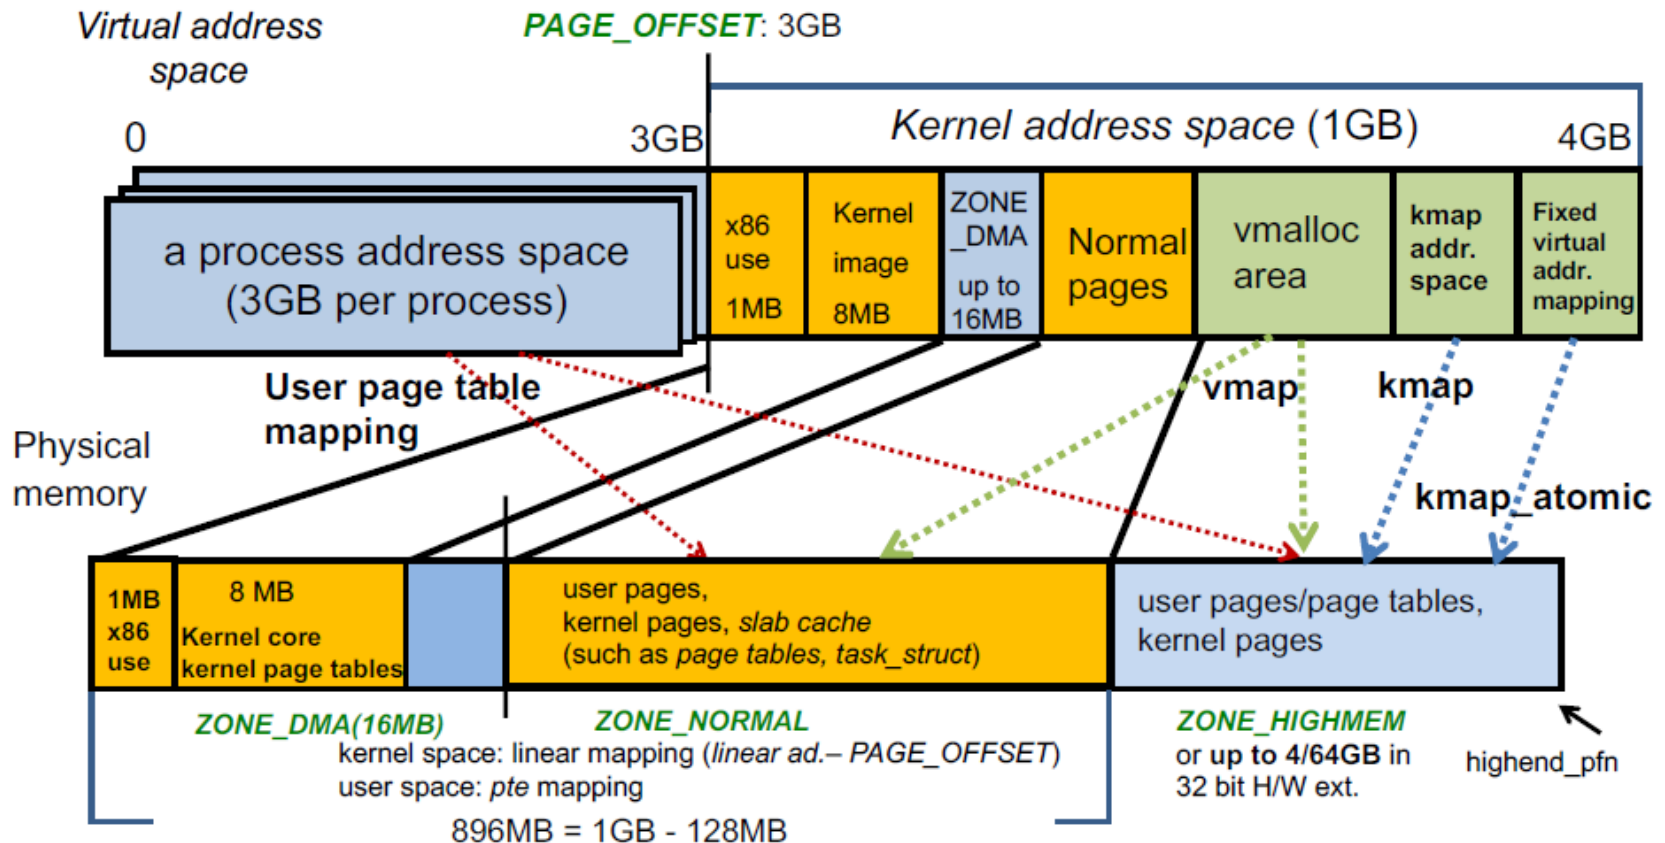 Virtual address
space
PAGE_OFFSET: 3GB
0
3GB
Kernel address space (1GB)
4GB
a process address space
(3GB per process)
x86
use
1MB
Kernel
image
8MB
ZONE
_DMA
up to
16MB
Normal
pages
vmalloc
area
kmap
addr.
space
Fixed
virtual
addr.
mapping
User page table
mapping
vmap
kmap
kmap_atomic
Physical
memory
1MB
x86
use
8 MB
Kernel core
kernel page tables
user pages,
kernel pages, slab cache
(such as page tables, task_struct)
user pages/page tables,
kernel pages
ZONE_DMA(16MB)
ZONE_NORMAL
kernel space: linear mapping (linear ad.– PAGE_OFFSET)
user space: pte mapping
896MB = 1GB - 128MB
ZONE_HIGHMEM
or up to 4/64GB in
32 bit H/W ext.
highend_pfn